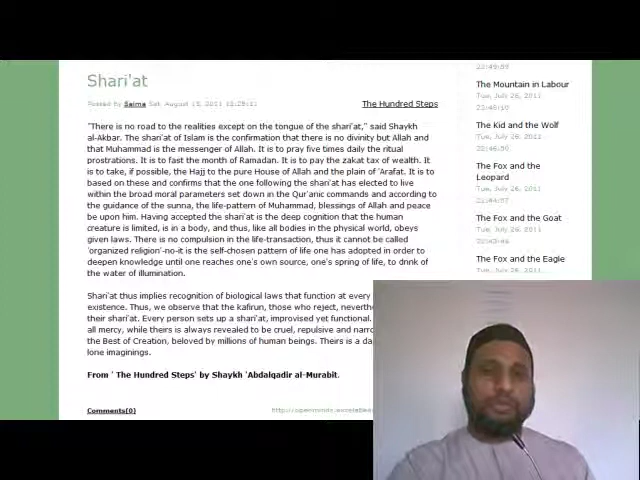 Shari'at
Posted by Saima Sat, August 13, 2011
The Hundred Steps
"There is no road to the realities except on the tongue of the shari'at," said Shaykh
al-Akbar. The shari'at of Islam is the confirmation that there is no divinity but Allah and
that Muhammad is the messenger of Allah. It is to pray five times daily the ritual
prostrations. It is to fast the month of Ramadan. It is to pay the zakat tax of wealth. It
is to take, if possible, the Hajj to the pure House of Allah and the plain of 'Arafat. It is to
based on these and confirms that the one following the shari'at has elected to live
within the broad moral parameters set down in the Qur'anic commands and according to
the guidance of the sunna, the life-pattern of Muhammad, blessings of Allah and peace
be upon him. Having accepted the shari'at is the deep cognition that the human
creature is limited, is in a body, and thus, like all bodies in the physical world, obeys
given laws. There is no compulsion in the life-transaction, thus it cannot be called
'organized religion'-no-it is the self-chosen pattern of life one has adopted in order to
deepen knowledge until one reaches one's own source, one's spring of life, to drink of
the water of illumination.
Shari'at thus implies recognition of biological laws that function at every
existence. Thus, we observe that the kafirun, those who reject,
their shari'at. Every person sets up a shari'at, improvised yet functional.
all mercy, while theirs is always revealed to be cruel, repulsive and
the Best of Creation, beloved by millions of human beings. Theirs is a
lone imaginings.
From ' The Hundred Steps' by Shaykh 'Abdalqadir al-Murabit.
Comments(0)
The Mountain in Labour
Tue, July 26, 2011
The Kid and the Wolf
Tue, July 26, 2011
The Fox and the
Leopard
Tue, July 26, 2011
The Fox and the Goat
Tue, July 26, 2011
The Fox and the Eagle
Tue, July 26, 2011